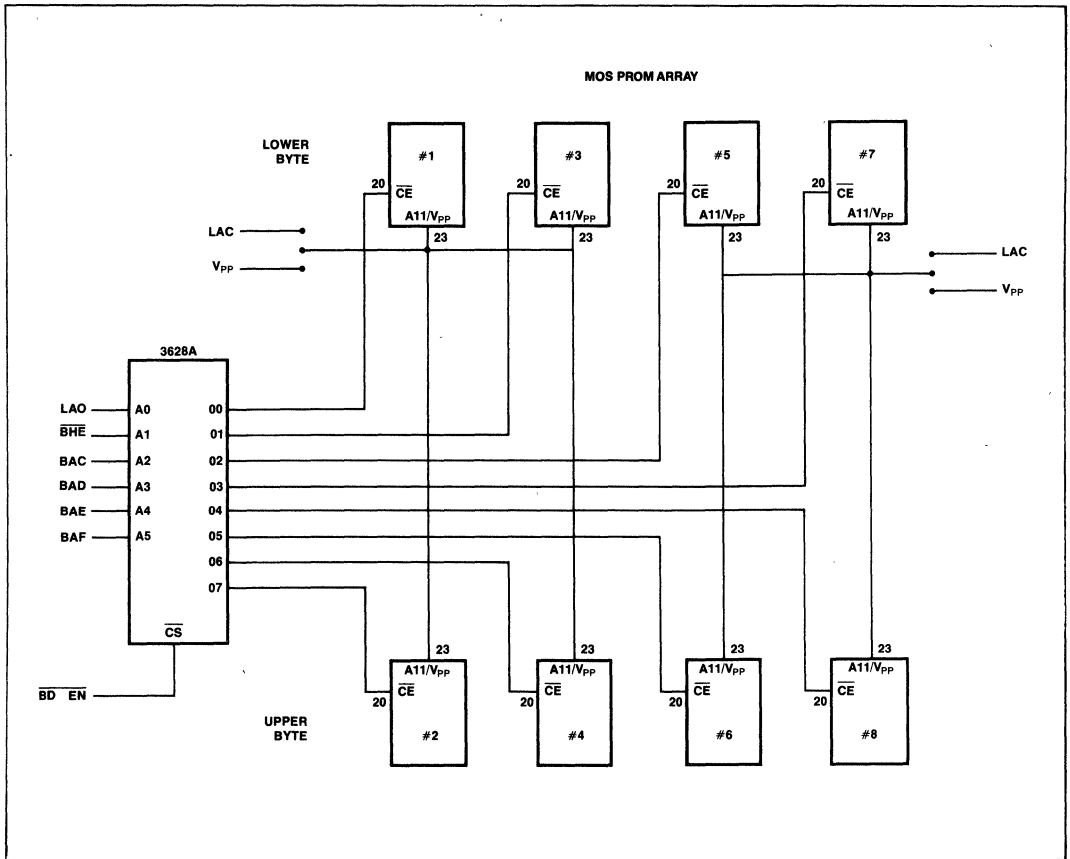 MOS PROM ARRAY
LOWER
BYTE
#1
20
CE
A11/VPP
23
#3
20
CE
A11/VPP
23
#5
20
CE
A11/VPP
23
#7
20
CE
A11/VPP
23
LAC
VPP
LAC
VPP
3628A
LAO A0 00
BHE A1 01
BAC A2 02
BAD A3 03
BAE A4 04
BAF A5 05
06
07
CS
BD EN
UPPER
BYTE
23
A11/VPP
CE
20
#2
23
A11/VPP
CE
20
#4
23
A11/VPP
CE
20
#6
23
A11/VPP
CE
20
#8